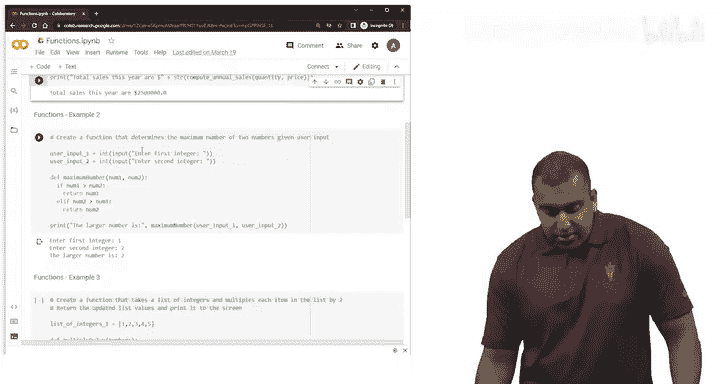 Functions.ipynb - Colaboratory
Incognito
Functions.ipynb
File Edit View Insert Runtime Tools Help Last edited on March 19
Comment Share A
+ Code + Text
Connect Editing
print("Total sales this year are $" + str(compute_annual_sales(quantity, price)))
Total sales this year are $2500000.0
Functions - Example 2
# Create a function that determines the maximum number of two numbers given user input
user_input_1 = int(input("Enter first integer: "))
user_input_2 = int(input("Enter second integer: "))
def maximumNumber(num1, num2):
if num1 > num2:
return num1
elif num2 > num1:
return num2
print("The larger number is:", maximumNumber(user_input_1, user_input_2))
Enter first integer: 1
Enter second integer: 2
The larger number is: 2
Functions - Example 3
[ ] # Create a function that takes a list of integers and multiples each item in the list by 2
# Return the updated list values and print it to the screen
list_of_integers_1 = [1,2,3,4,5]
bilibili